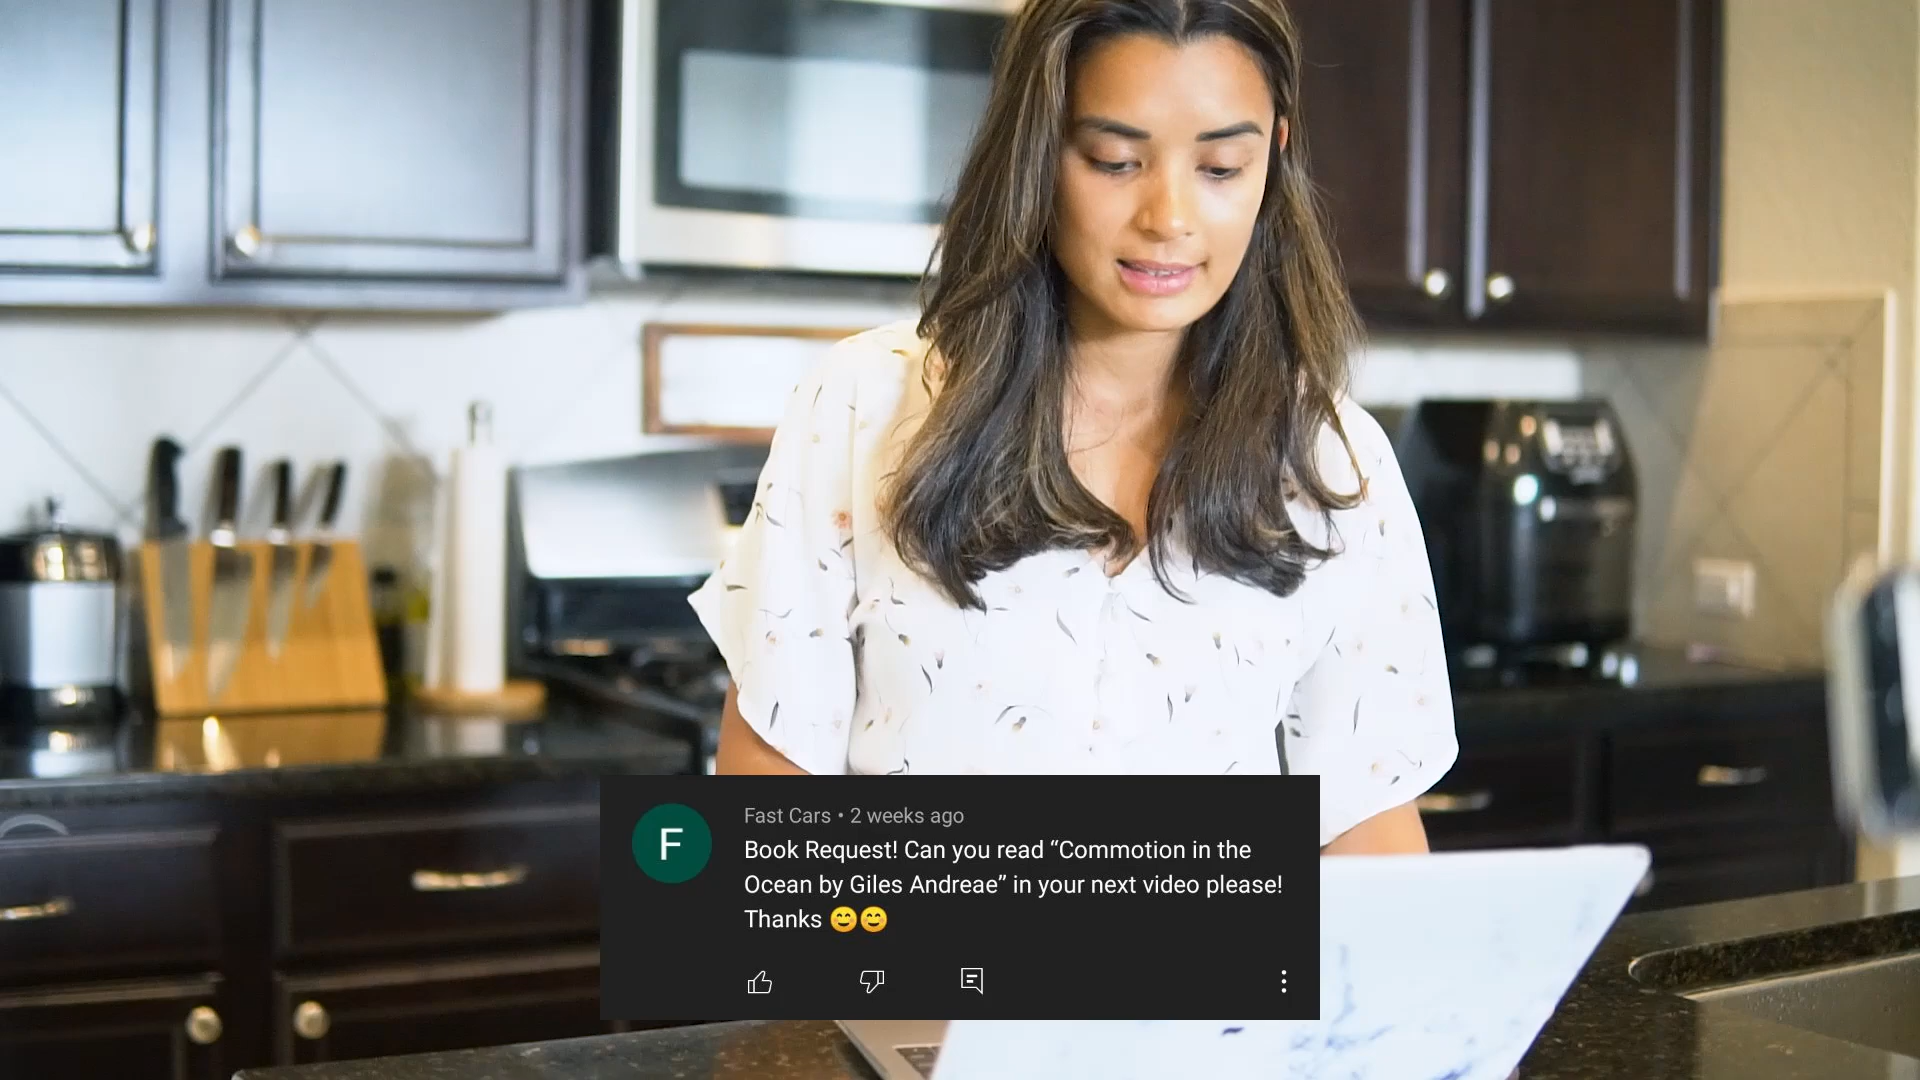 F
Fast Cars • 2 weeks ago
Book Request! Can you read “Commotion in the
Ocean by Giles Andreae” in your next video please!
Thanks 😊😊